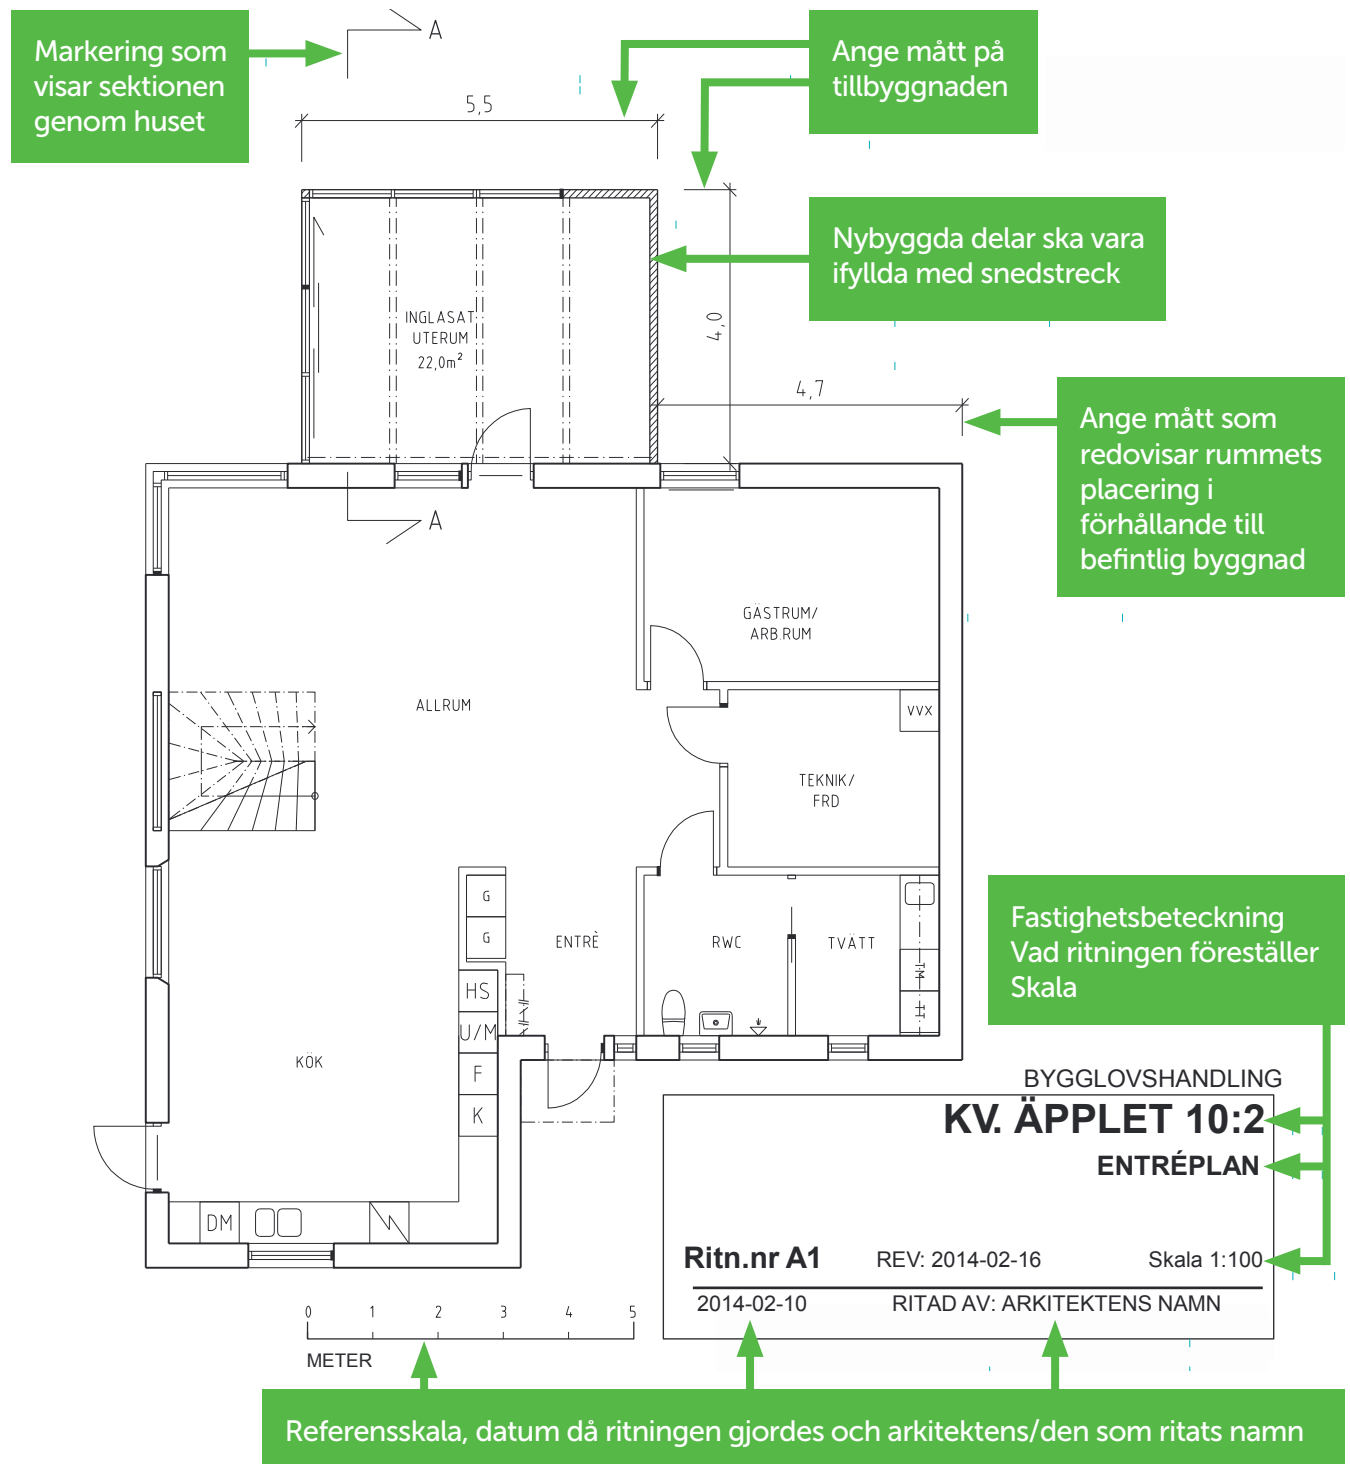 Markering som
visar sektionen
genom huset
A
Ange mått på
tillbyggnaden
5,5
Nybyggda delar ska vara
ifyllda med snedstreck
INGLASAT
UTERUM
22,0m²
4,0
4,7
Ange mått som
redovisar rummets
placering i
förhållande till
befintlig byggnad
A
GÄSTRUM/
ARB.RUM
ALLRUM
VVX
TEKNIK/
FRD
G
G
ENTRÈ
RWC
TVÄTT
TM
TT
HS
U/M
F
K
KÖK
DM
Fastighetsbeteckning
Vad ritningen föreställer
Skala
BYGGLOVSHANDLING
KV. ÄPPLET 10:2
ENTRÉPLAN
Ritn.nr A1 REV: 2014-02-16 Skala 1:100
2014-02-10 RITAD AV: ARKITEKTENS NAMN
0 1 2 3 4 5
METER
Referensskala, datum då ritningen gjordes och arkitektens/den som ritats namn